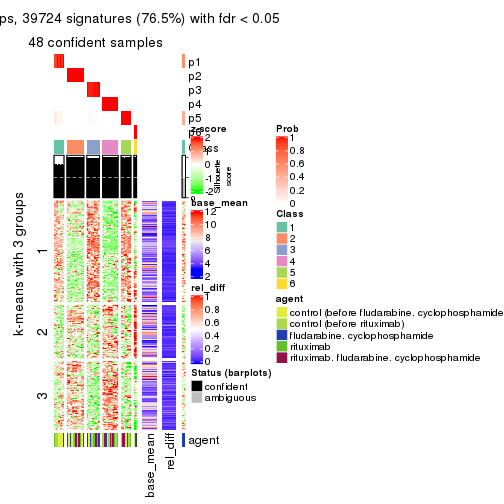 ps, 39724 signatures (76.5%) with fdr < 0.05
48 confident samples
p1
p2
p3
p4
p5
p6
Class
z-score
2
1
0
-1
-2
Silhouette
score
k-means with 3 groups
1
2
3
base_mean
12
10
8
6
4
2
rel_diff
1
0.8
0.6
0.4
0.2
0
Status (barplots)
confident
ambiguous
agent
base_mean
rel_diff
Prob
1
0.8
0.6
0.4
0.2
0
Class
1
2
3
4
5
6
agent
control (before fludarabine. cyclophosphamide
control (before rituximab)
fludarabine. cyclophosphamide
rituximab
rituximab. fludarabine. cyclophosphamide